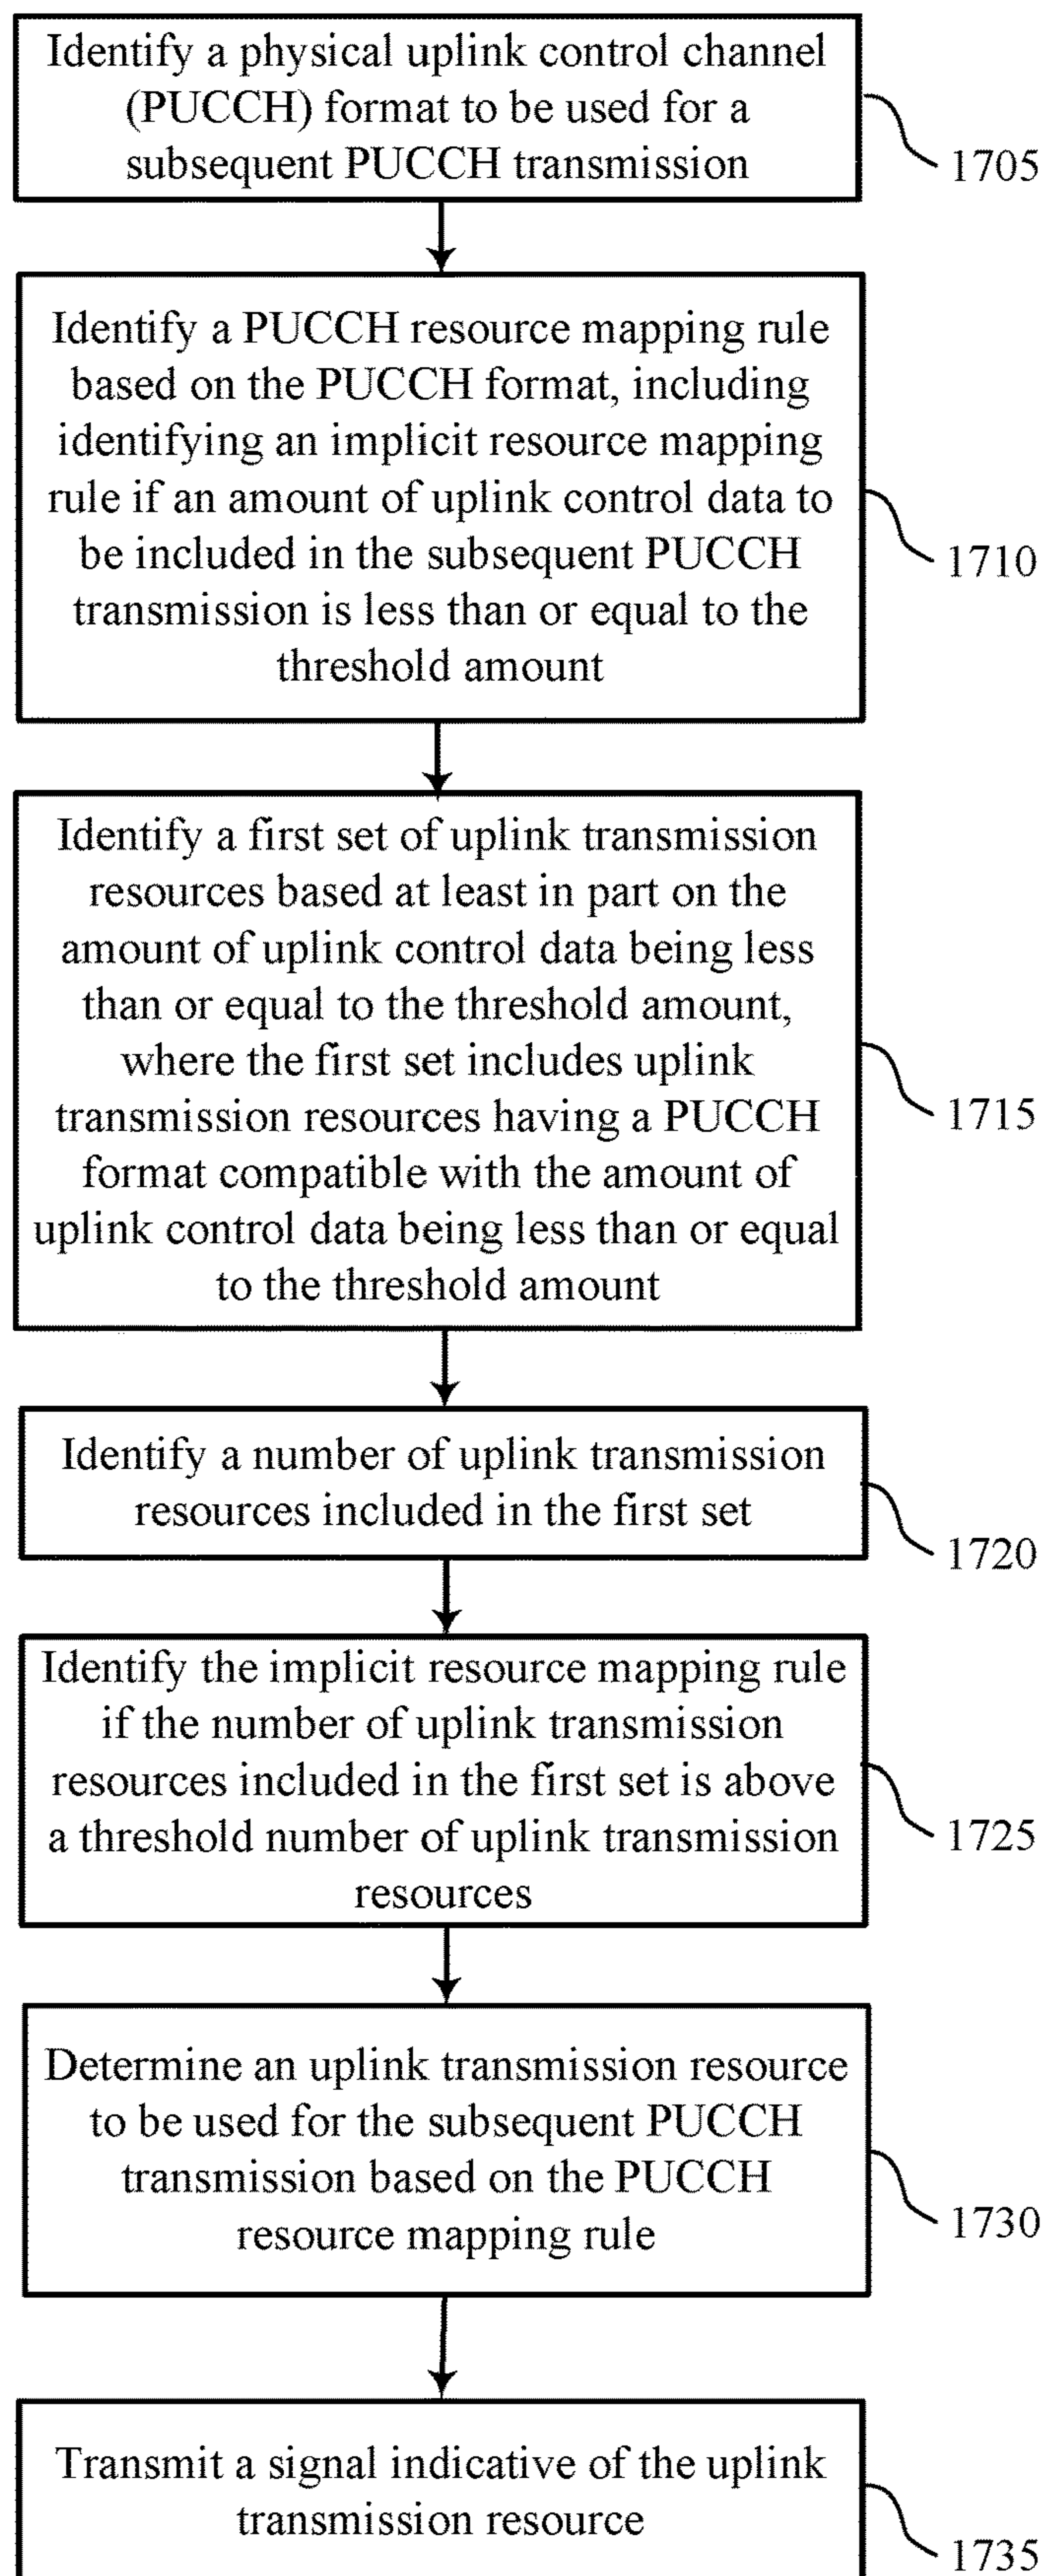 Identify a physical uplink control channel
(PUCCH) format to be used for a
subsequent PUCCH transmission
1705
Identify a PUCCH resource mapping rule
based on the PUCCH format, including
identifying an implicit resource mapping
rule if an amount of uplink control data to
be included in the subsequent PUCCH
transmission is less than or equal to the
threshold amount
1710
Identify a first set of uplink transmission
resources based at least in part on the
amount of uplink control data being less
than or equal to the threshold amount,
where the first set includes uplink
transmission resources having a PUCCH
format compatible with the amount of
uplink control data being less than or equal
to the threshold amount
1715
Identify a number of uplink transmission
resources included in the first set
1720
Identify the implicit resource mapping rule
if the number of uplink transmission
resources included in the first set is above
a threshold number of uplink transmission
resources
1725
Determine an uplink transmission resource
to be used for the subsequent PUCCH
transmission based on the PUCCH
resource mapping rule
1730
Transmit a signal indicative of the uplink
transmission resource
1735